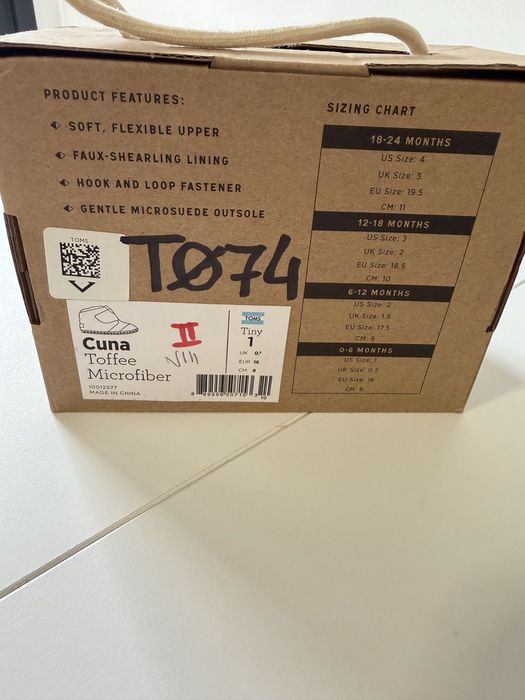 PRODUCT FEATURES:
SOFT, FLEXIBLE UPPER
FAUX-SHEARLING LINING
HOOK AND LOOP FASTENER
GENTLE MICROSUEDE OUTSOLE
SIZING CHART
18-24 MONTHS
US Size: 4
UK Size: 3
EU Size: 19.5
CM: 11
12-18 MONTHS
US Size: 3
UK Size: 2
EU Size: 18.5
CM: 10
6-12 MONTHS
US Size: 2
UK Size: 1.5
EU Size: 17.5
CM: 9
0-6 MONTHS
US Size: 1
UK Size: 0.5
EU Size: 16
CM: 8
TOMS
TØ74
Cuna
Toffee
Microfiber
10012577
MADE IN CHINA
II
TOMS
Tiny
1
UK
EUR 16
CM 8